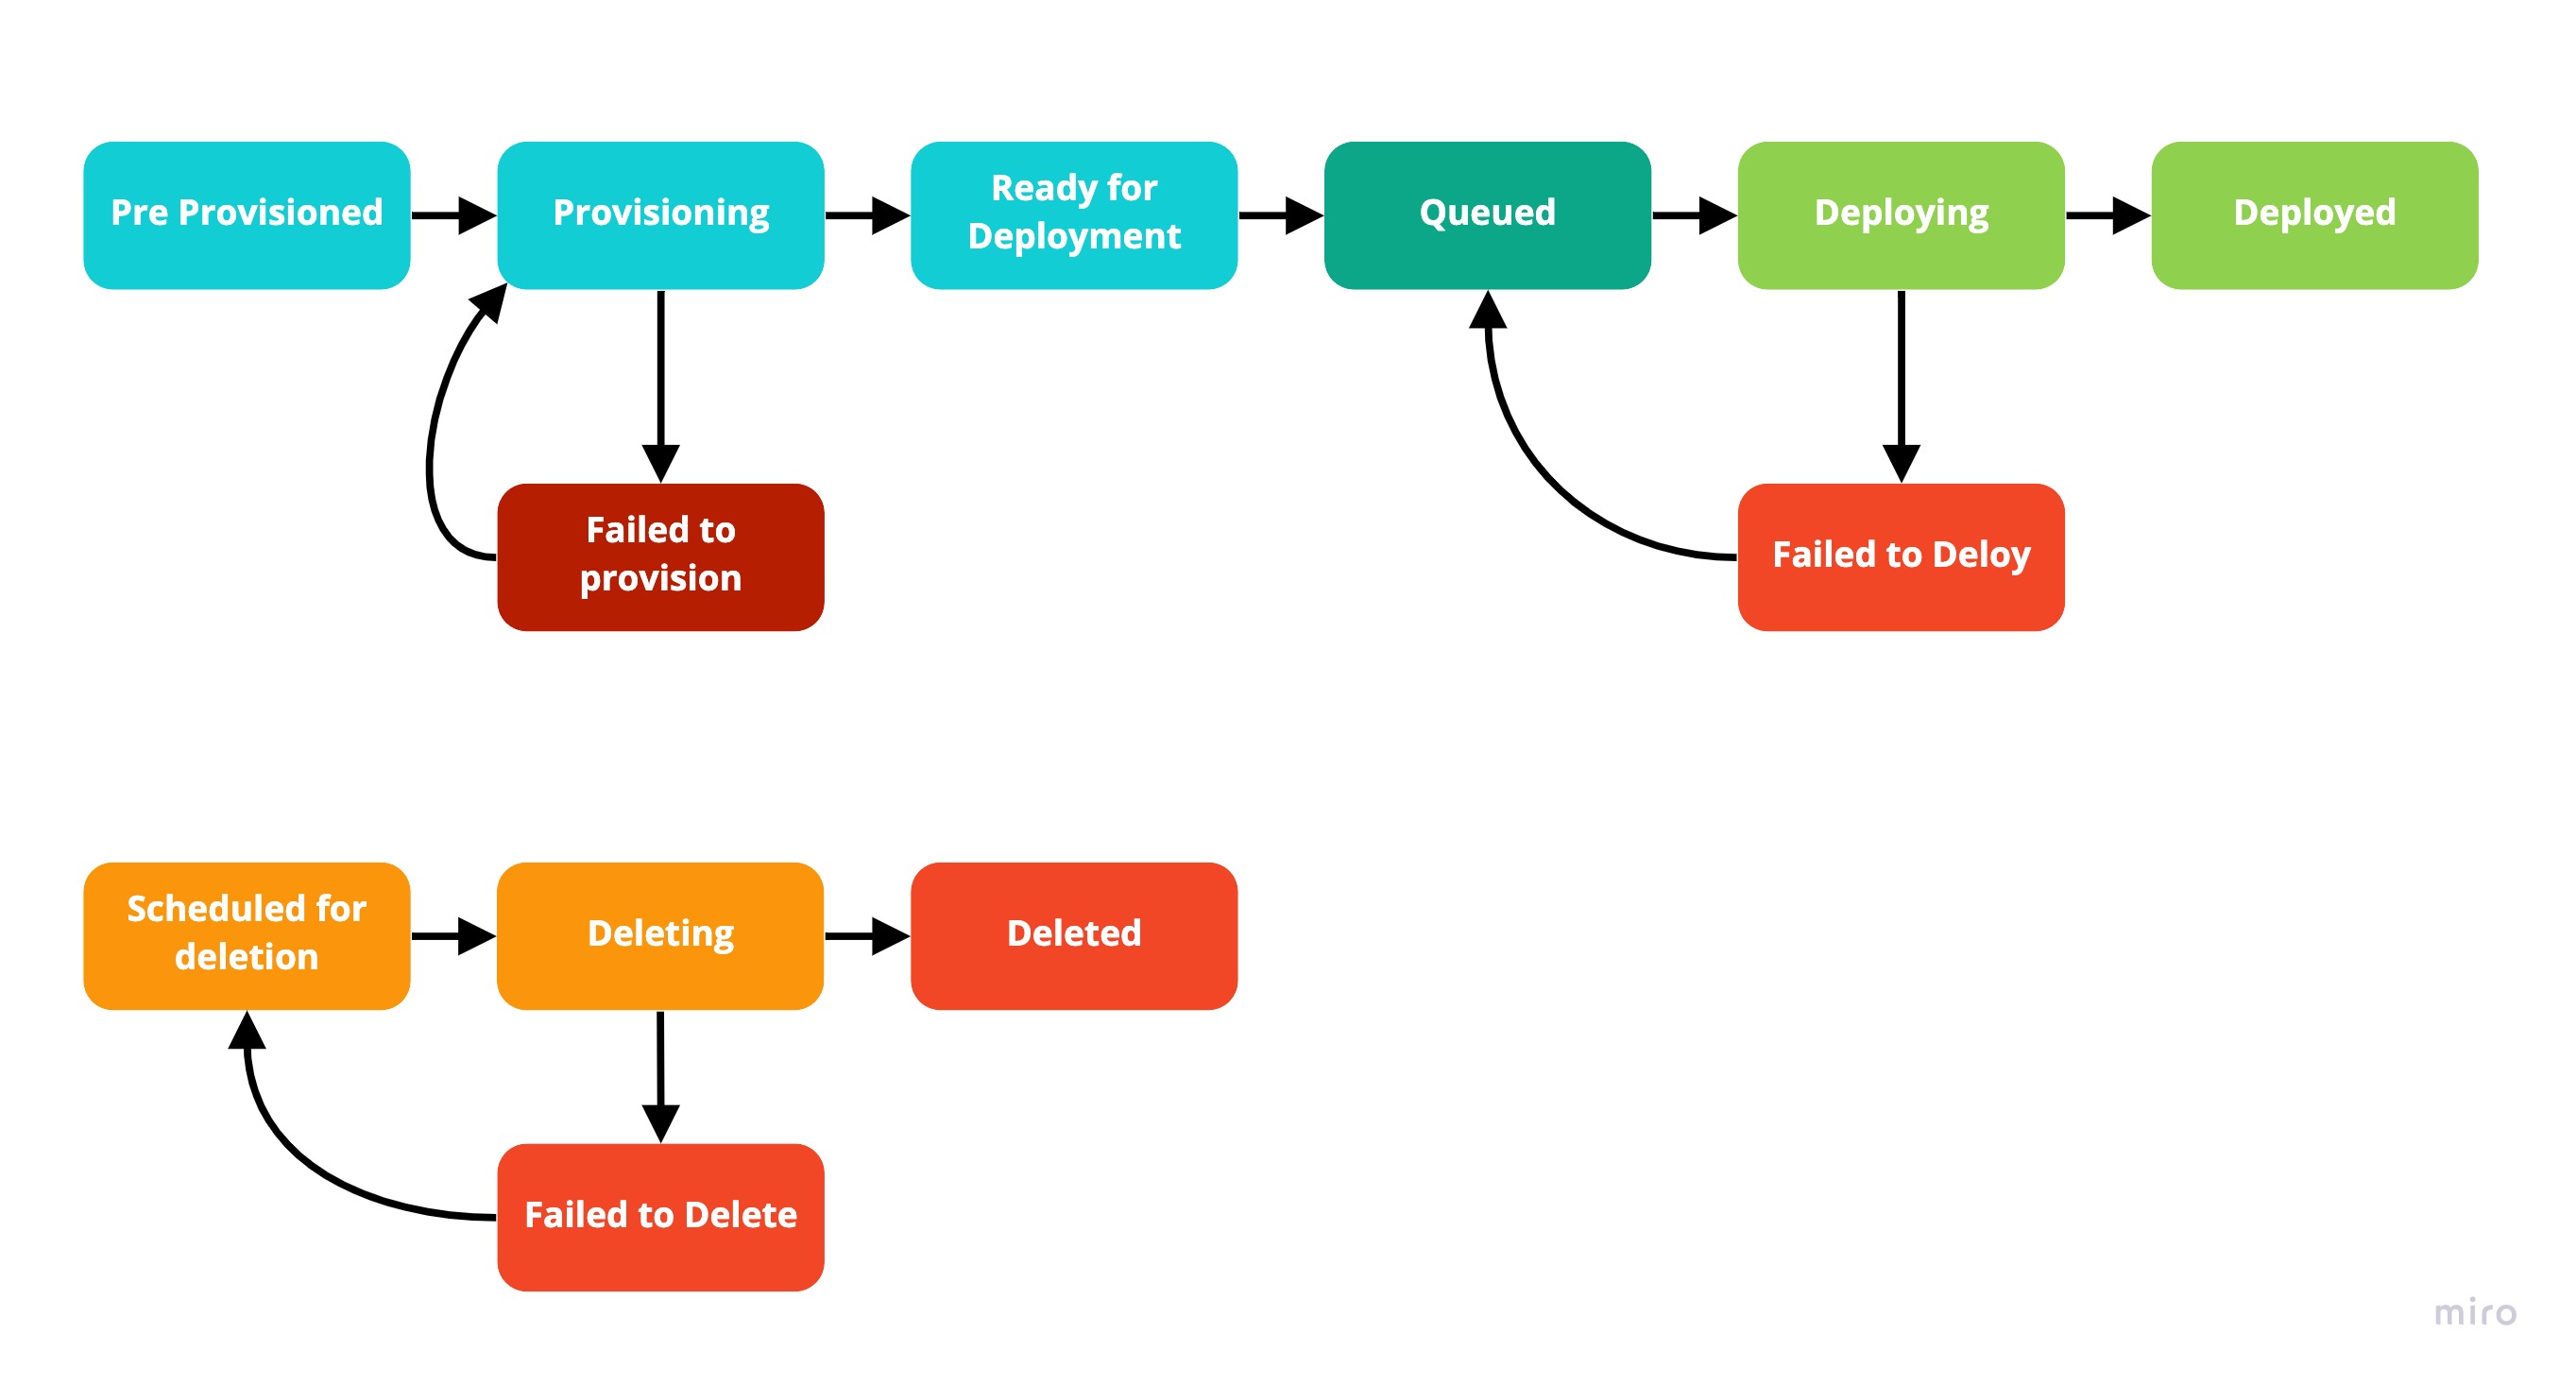 Pre Provisioned
Provisioning
Ready for
Deployment
Queued
Deploying
Deployed
Failed to
provision
Failed to Deloy
Scheduled for
deletion
Deleting
Deleted
Failed to Delete
miro